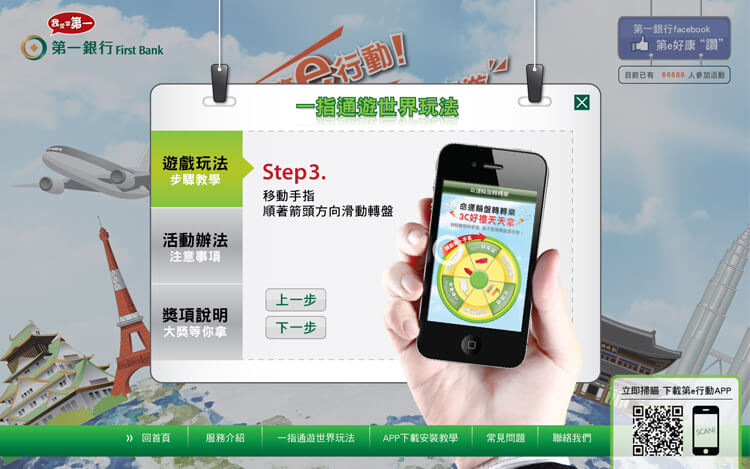 我是第一
第一銀行 First Bank
e行動!
第一銀行facebook
第e好康“讚”
目前已有 66666 人參加活動
一指通遊世界玩法
遊戲玩法
步驟教學
活動辦法
注意事項
獎項說明
大獎等你拿
Step3.
移動手指
順著箭頭方向滑動轉盤
上一步
下一步
命運輪盤轉轉樂
命運輪盤轉轉樂
3C好禮天天拿
立即掃瞄 下載第e行動APP
SCAN!
回首頁
服務介紹
一指通遊世界玩法
APP下載安裝教學
常見問題
聯絡我們